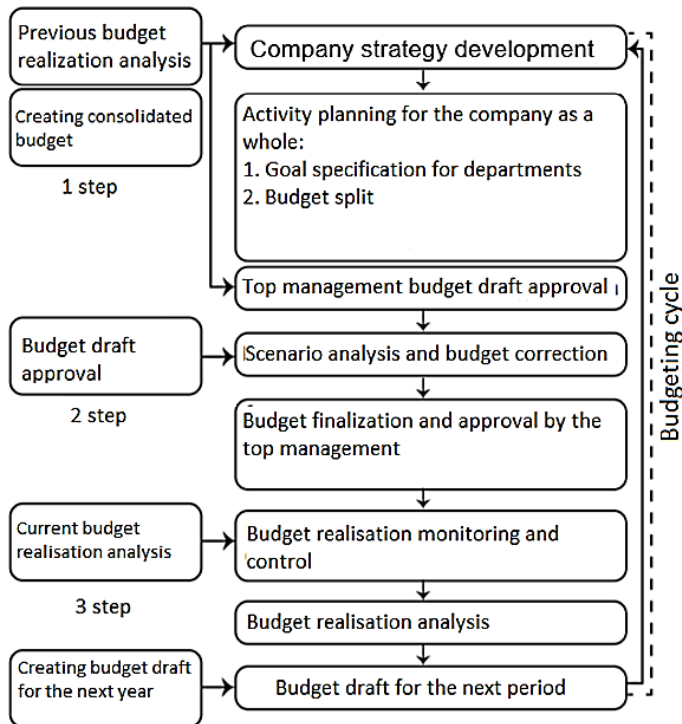 Previous budget
realization analysis
Creating consolidated
budget
1 step
Company strategy development
Activity planning for the company as a
whole:
1. Goal specification for departments
2. Budget split
Top management budget draft approval
Budget draft
approval
2 step
Scenario analysis and budget correction
Budget finalization and approval by the
top management
Current budget
realisation analysis
3 step
Budget realisation monitoring and
control
Budget realisation analysis
Creating budget draft
for the next year
Budget draft for the next period
Budgeting cycle